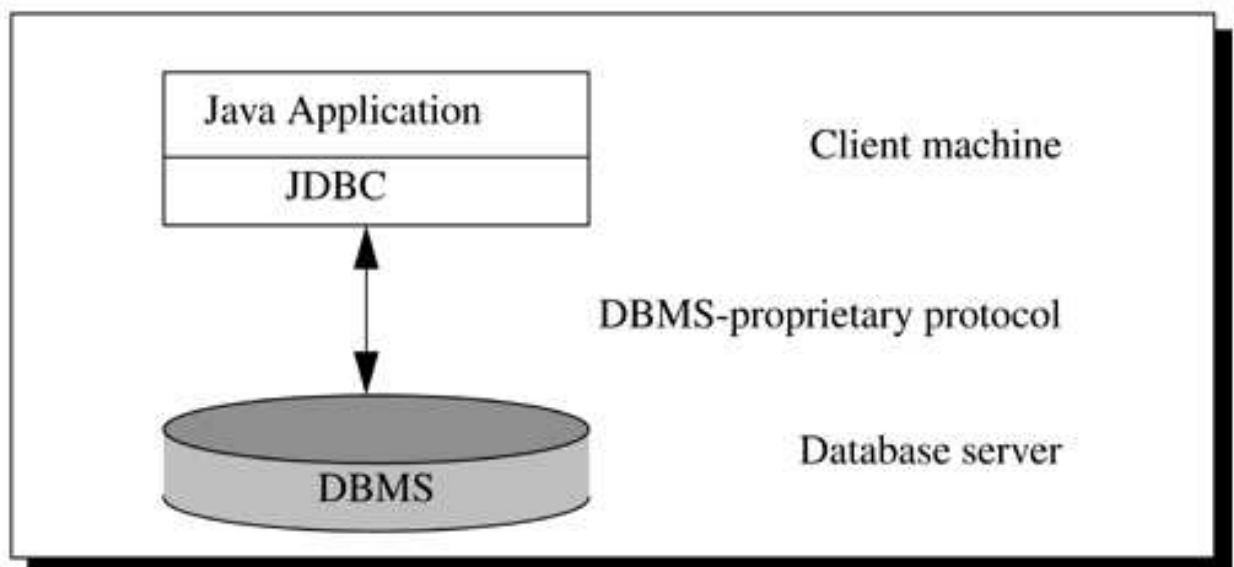 Java Application
JDBC
Client machine
DBMS-proprietary protocol
Database server
DBMS